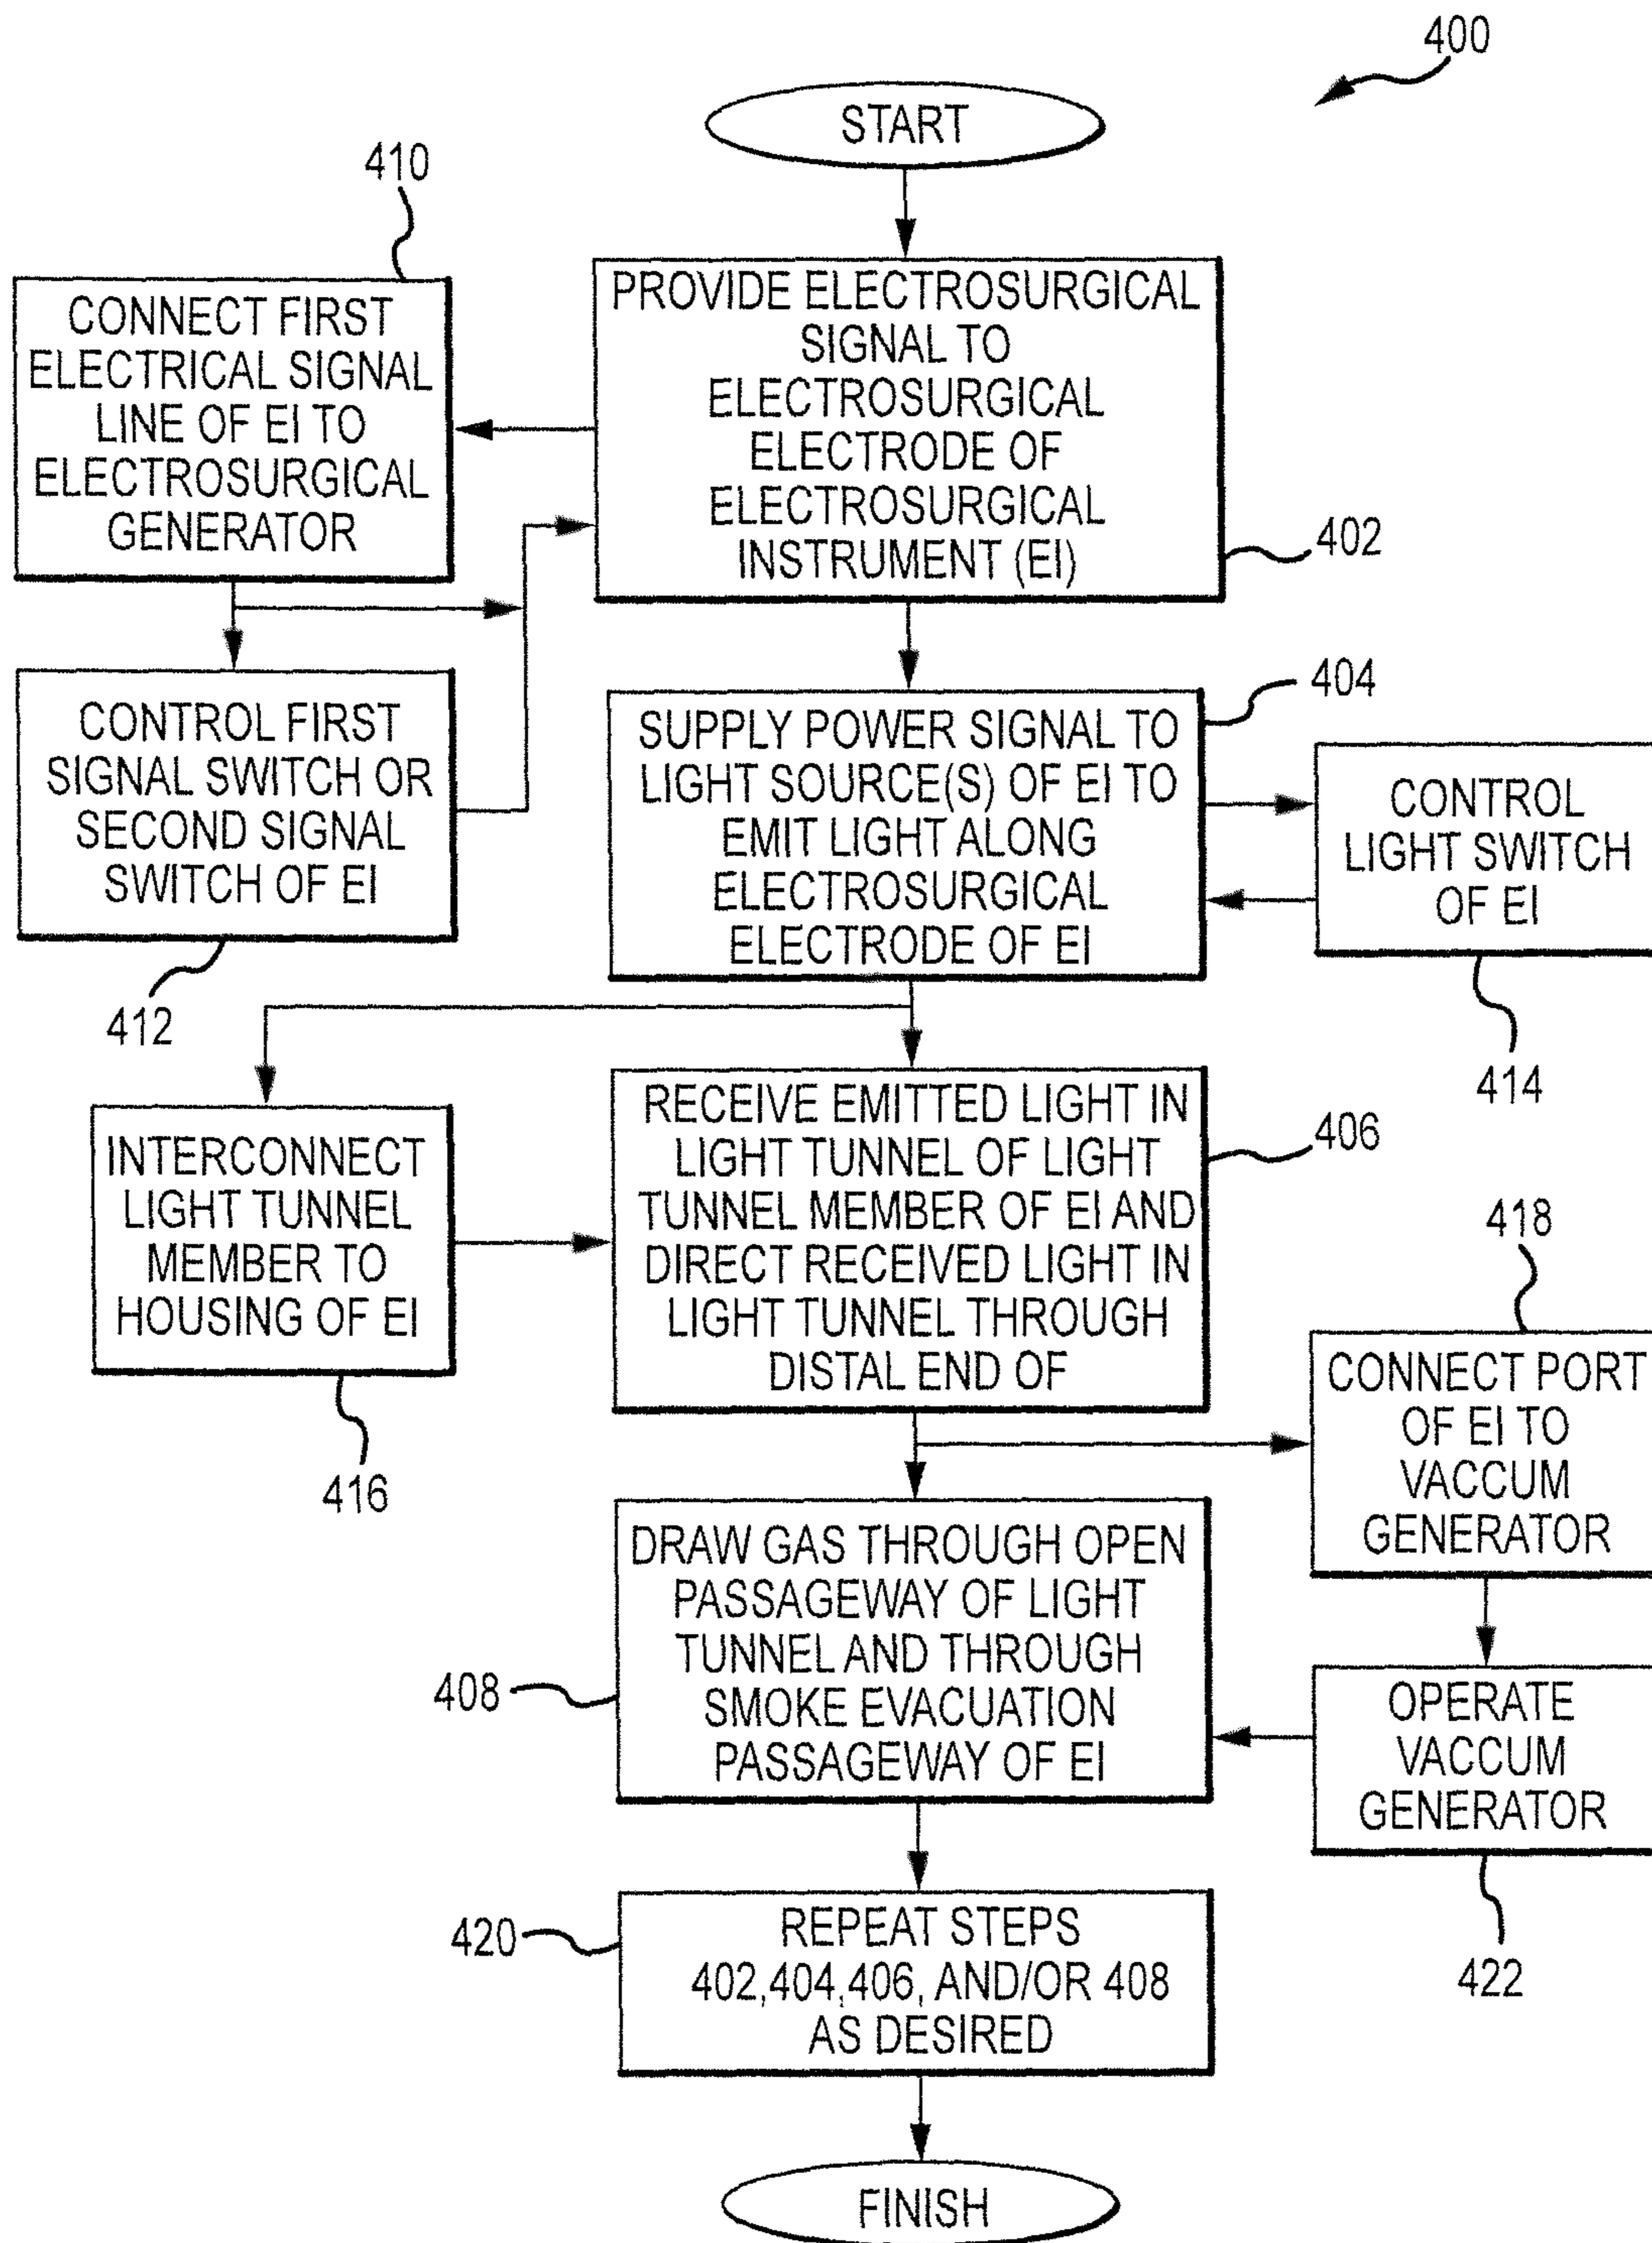 400
START
410
CONNECT FIRST
ELECTRICAL SIGNAL
LINE OF EI TO
ELECTROSURGICAL
GENERATOR
PROVIDE ELECTROSURGICAL
SIGNAL TO
ELECTROSURGICAL
ELECTRODE OF
ELECTROSURGICAL
INSTRUMENT (EI)
402
CONTROL FIRST
SIGNAL SWITCH OR
SECOND SIGNAL
SWITCH OF EI
412
404
SUPPLY POWER SIGNAL TO
LIGHT SOURCE(S) OF EI TO
EMIT LIGHT ALONG
ELECTROSURGICAL
ELECTRODE OF EI
CONTROL
LIGHT SWITCH
OF EI
414
INTERCONNECT
LIGHT TUNNEL
MEMBER TO
HOUSING OF EI
416
RECEIVE EMITTED LIGHT IN
LIGHT TUNNEL OF LIGHT
TUNNEL MEMBER OF EI AND
DIRECT RECEIVED LIGHT IN
LIGHT TUNNEL THROUGH
DISTAL END OF
406
418
CONNECT PORT
OF EI TO
VACCUM
GENERATOR
DRAW GAS THROUGH OPEN
PASSAGEWAY OF LIGHT
TUNNEL AND THROUGH
SMOKE EVACUATION
PASSAGEWAY OF EI
408
OPERATE
VACCUM
GENERATOR
422
420
REPEAT STEPS
402,404,406, AND/OR 408
AS DESIRED
FINISH